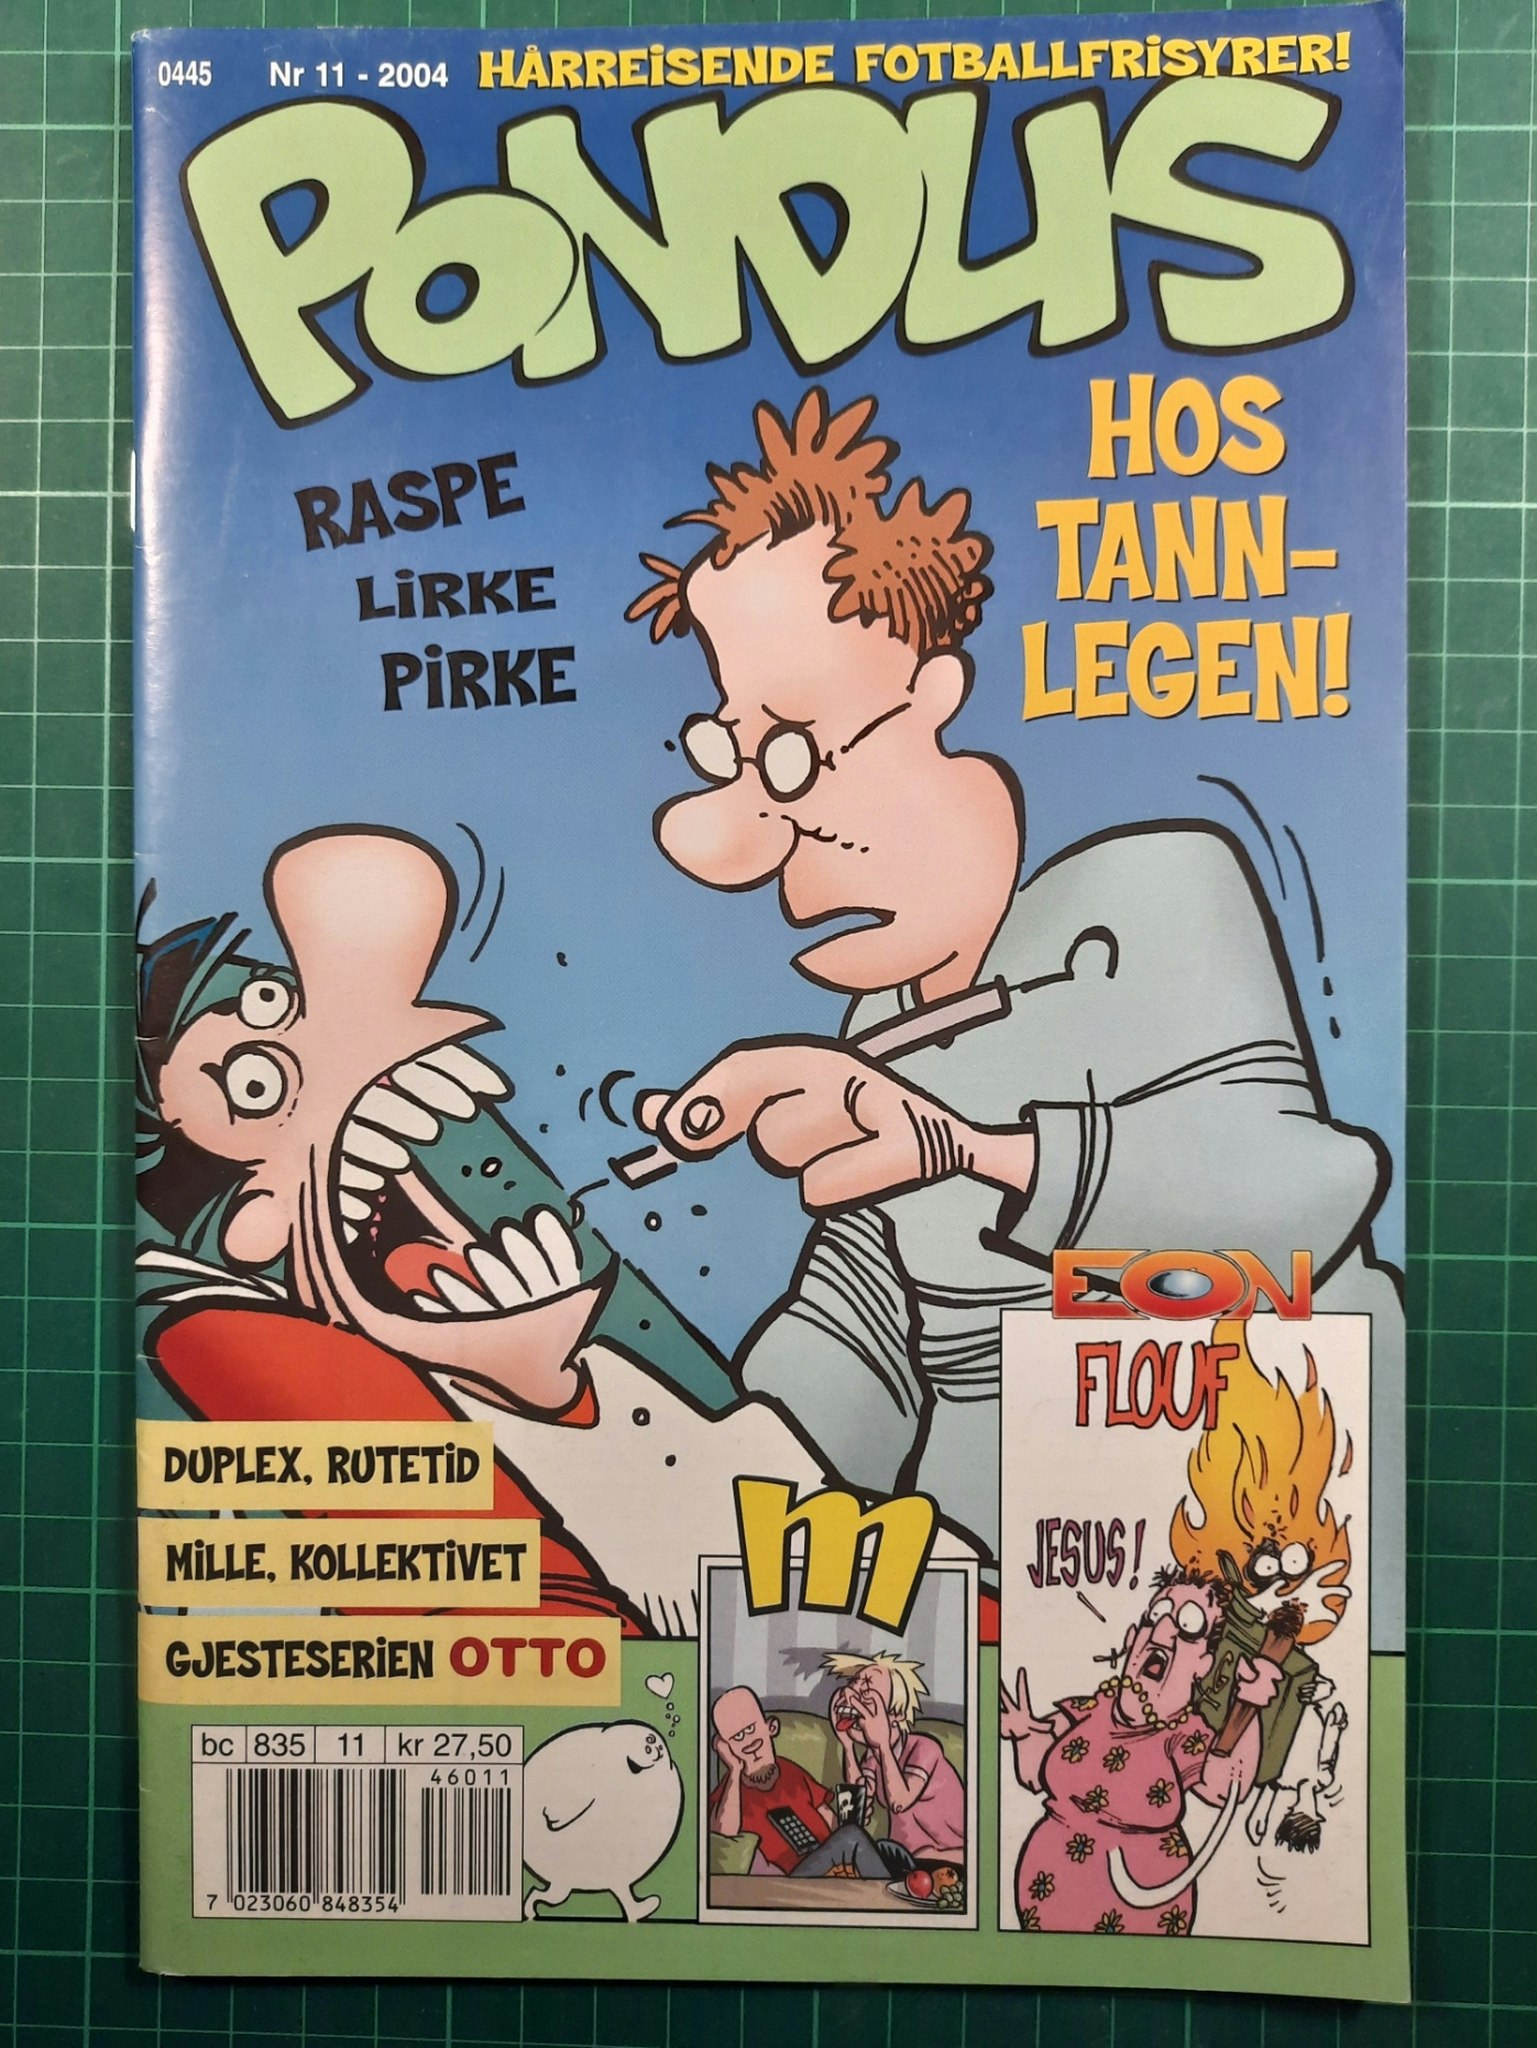 0445 Nr 11 - 2004 HÅRREISENDE FOTBALLFRISYRER!
PONDUS
HOS
TANN-
LEGEN!
RASPE
LIRKE
PIRKE
EON
FLOUF
JESUS!
DUPLEX, RUTETID
MILLE, KOLLEKTIVET
GJESTESERIEN OTTO
m
bc 835 11 kr 27,50
46011
7 023060 848354